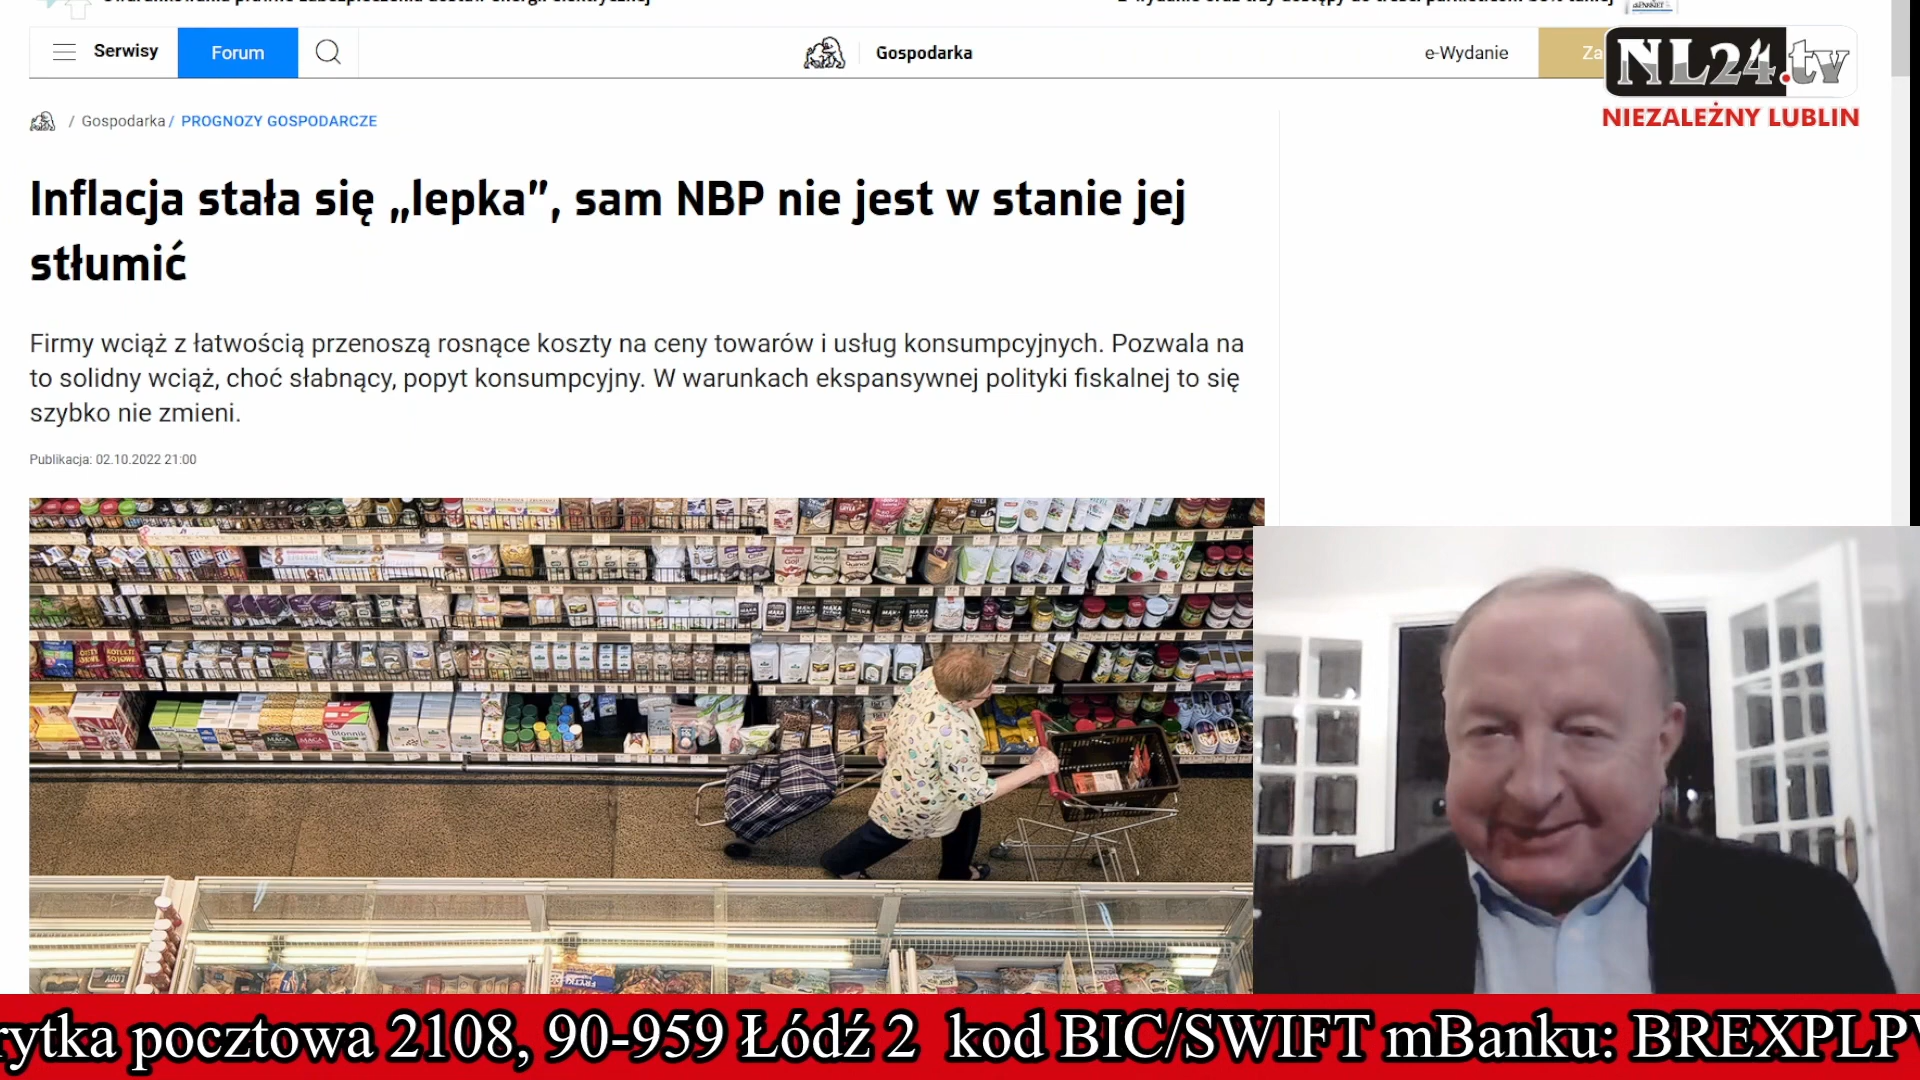 Serwisy
Forum
Gospodarka
e-Wydanie
Za
NL24.tv
NIEZALEŻNY LUBLIN
/ Gospodarka / PROGNOZY GOSPODARCZE
Inflacja stała się „lepka”, sam NBP nie jest w stanie jej
stłumić
Firmy wciąż z łatwością przenoszą rosnące koszty na ceny towarów i usług konsumpcyjnych. Pozwala na
to solidny wciąż, choć słabnący, popyt konsumpcyjny. W warunkach ekspansywnej polityki fiskalnej to się
szybko nie zmieni.
Publikacja: 02.10.2022 21:00
rytka pocztowa 2108, 90-959 Łódź 2 kod BIC/SWIFT mBanku: BREXPLPW